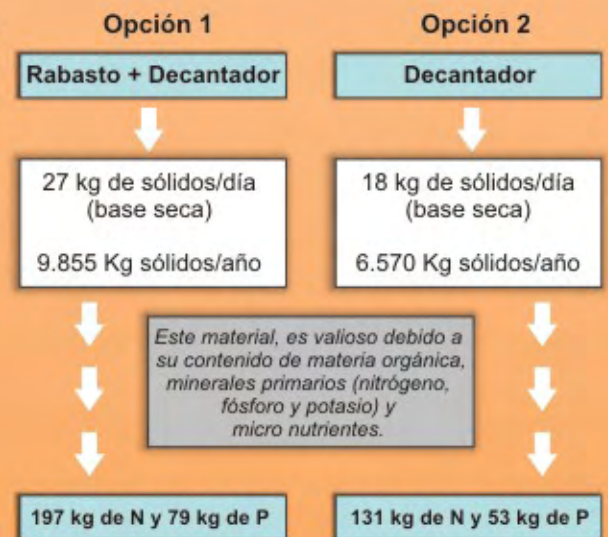 Opción 1
Rabasto + Decantador
27 kg de sólidos/día
(base seca)
9.855 Kg sólidos/año
Opción 2
Decantador
18 kg de sólidos/día
(base seca)
6.570 Kg sólidos/año
Este material, es valioso debido a
su contenido de materia orgánica,
minerales primarios (nitrógeno,
fósforo y potasio) y
micro nutrientes.
197 kg de N y 79 kg de P
131 kg de N y 53 kg de P